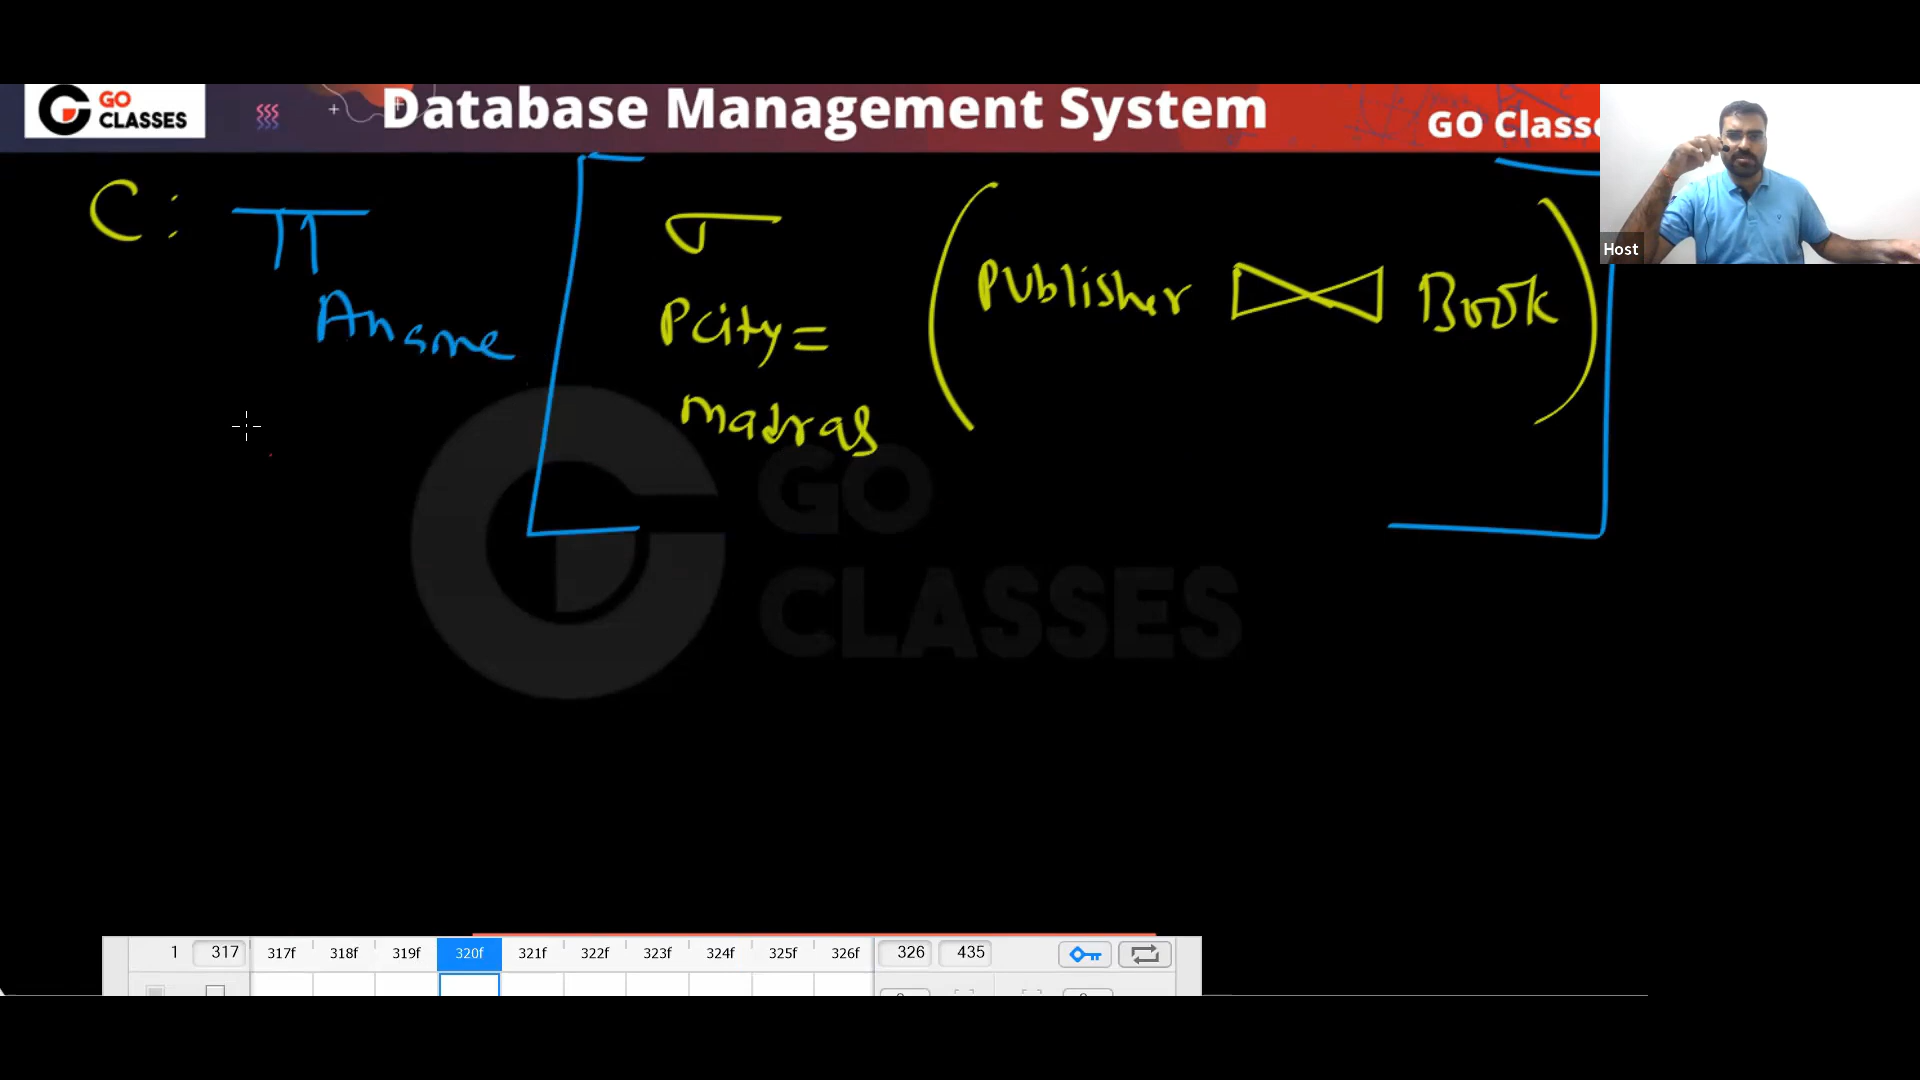 GO
CLASSES
Database Management System
GO Classe
Host
C: π Aname [ σ Pcity = madras ( Publisher ⋈ Book ) ]
GO
CLASSES
1 317 317f 318f 319f 320f 321f 322f 323f 324f 325f 326f 326 435